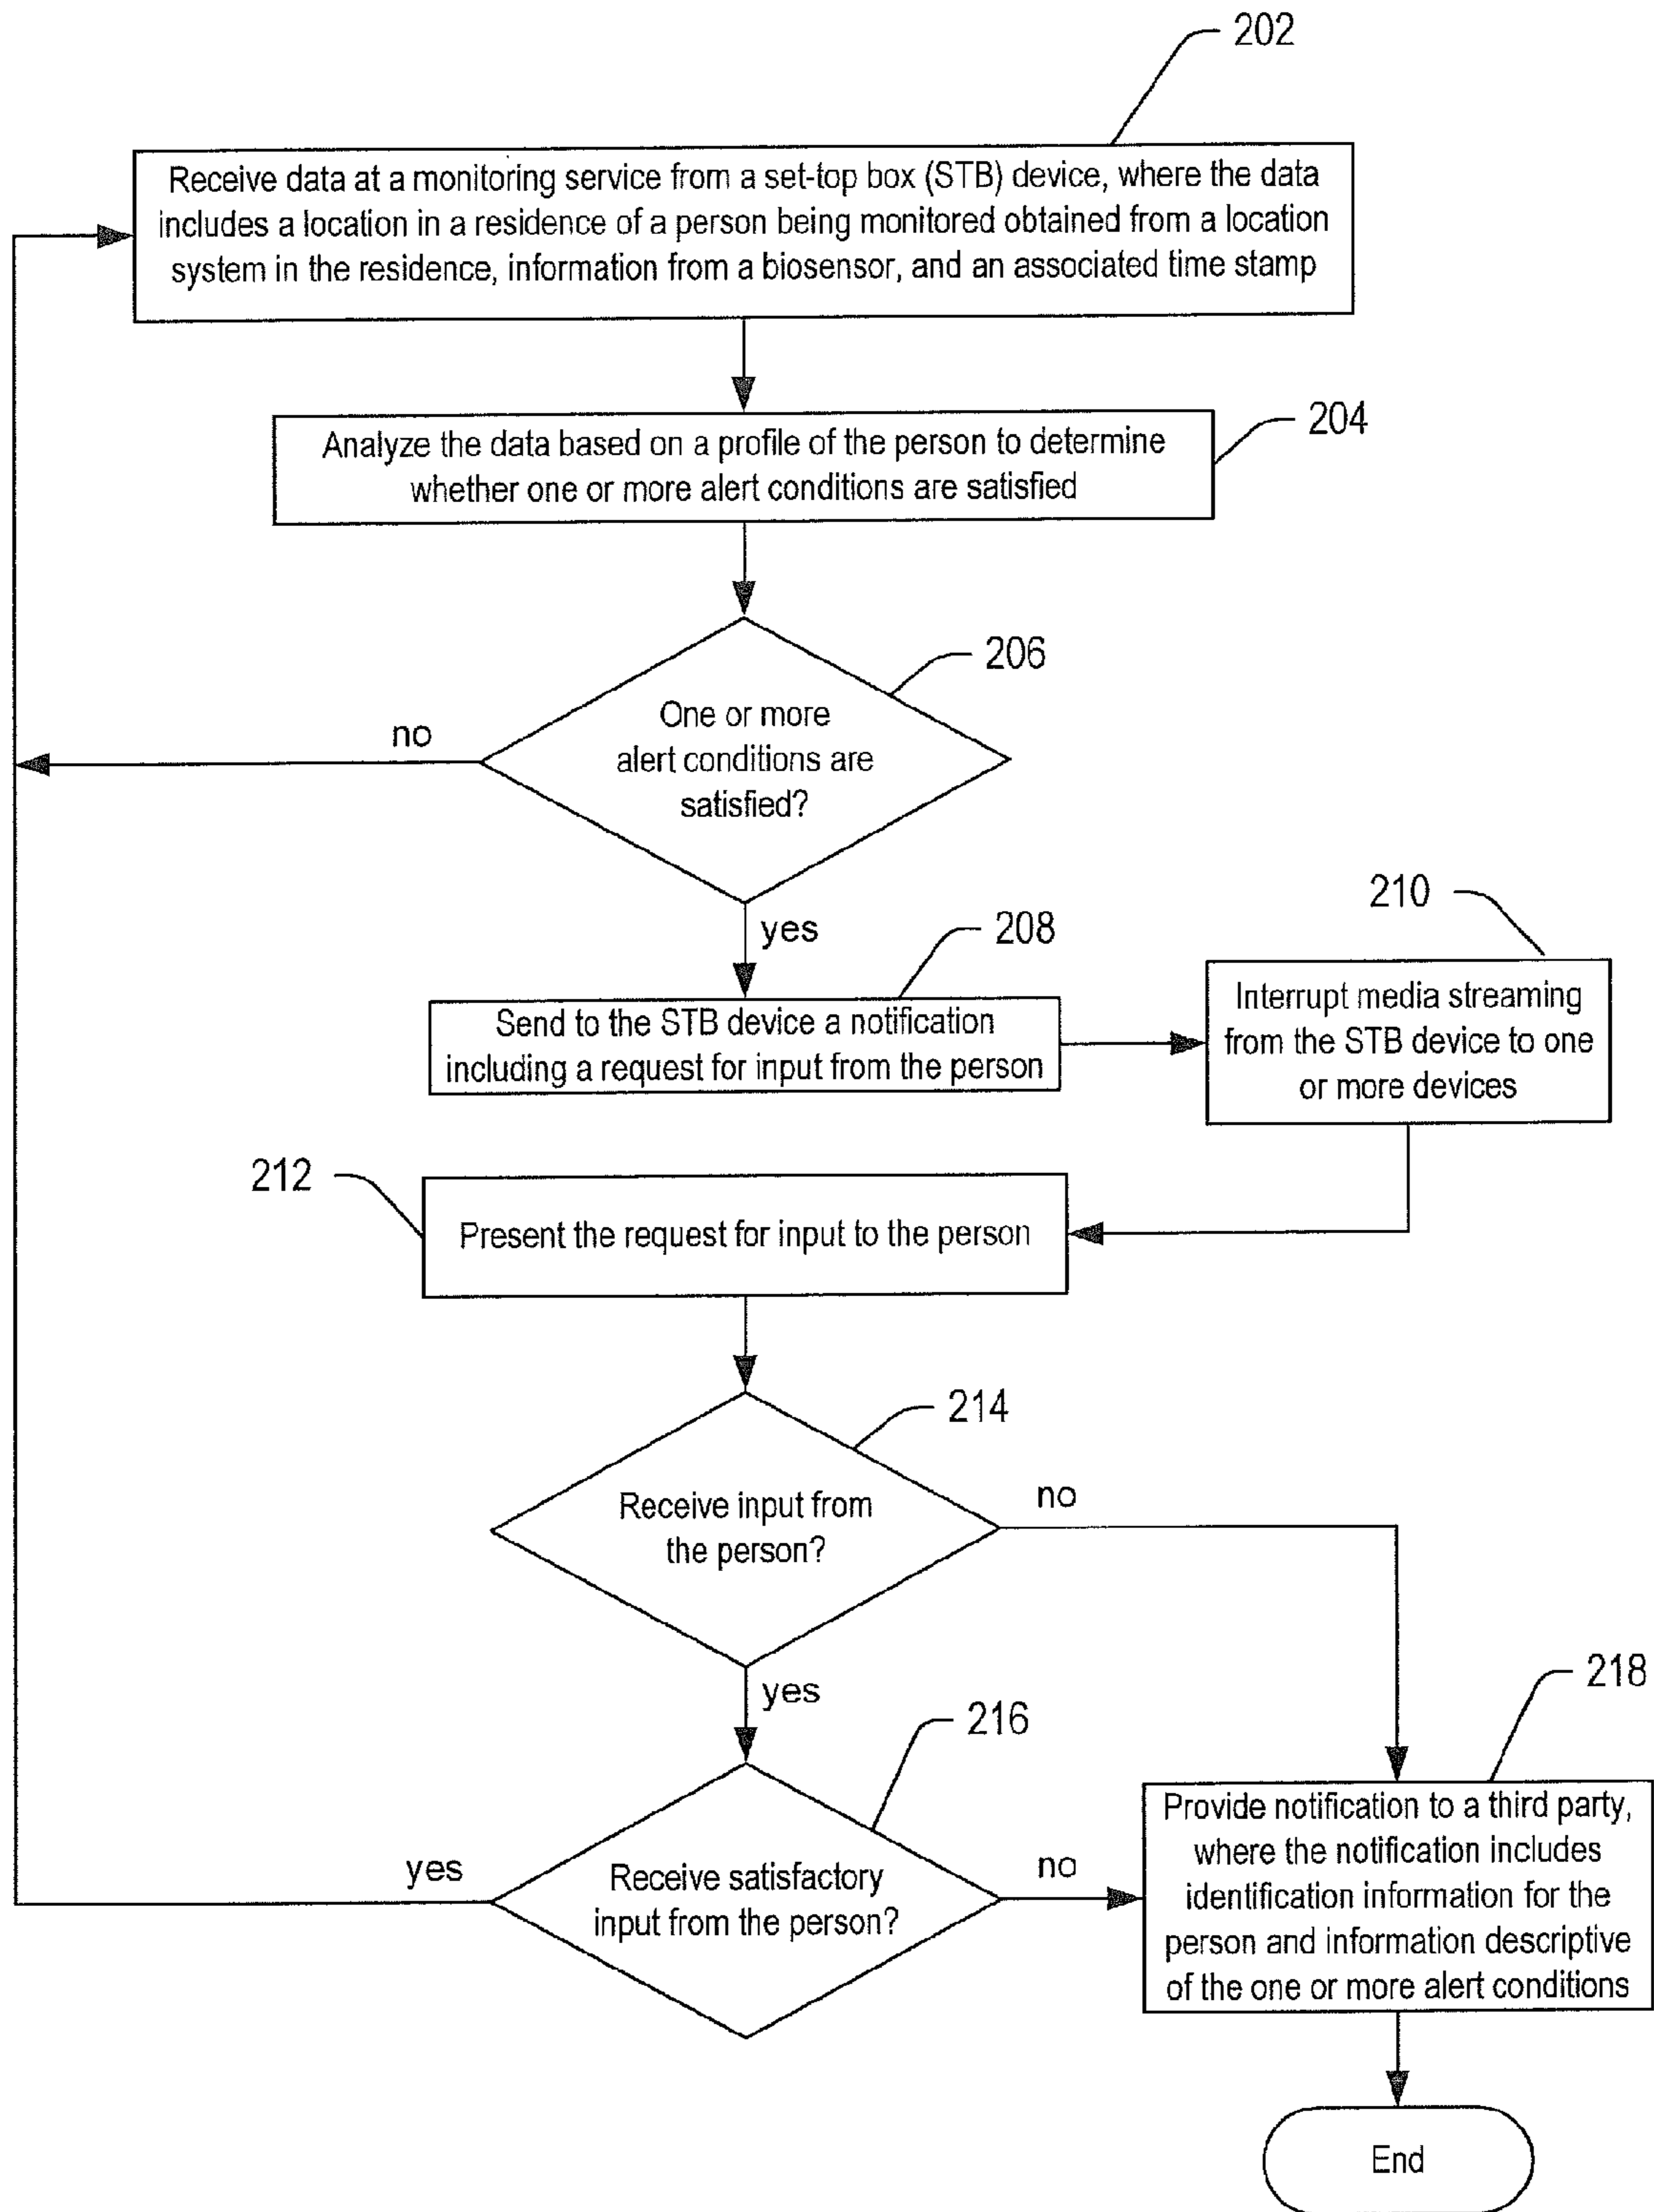 202
Receive data at a monitoring service from a set-top box (STB) device, where the data
includes a location in a residence of a person being monitored obtained from a location
system in the residence, information from a biosensor, and an associated time stamp
204
Analyze the data based on a profile of the person to determine
whether one or more alert conditions are satisfied
206
One or more
alert conditions are
satisfied?
no
yes
208
Send to the STB device a notification
including a request for input from the person
210
Interrupt media streaming
from the STB device to one
or more devices
212
Present the request for input to the person
214
Receive input from
the person?
no
yes
216
Receive satisfactory
input from the person?
yes
no
218
Provide notification to a third party,
where the notification includes
identification information for the
person and information descriptive
of the one or more alert conditions
End